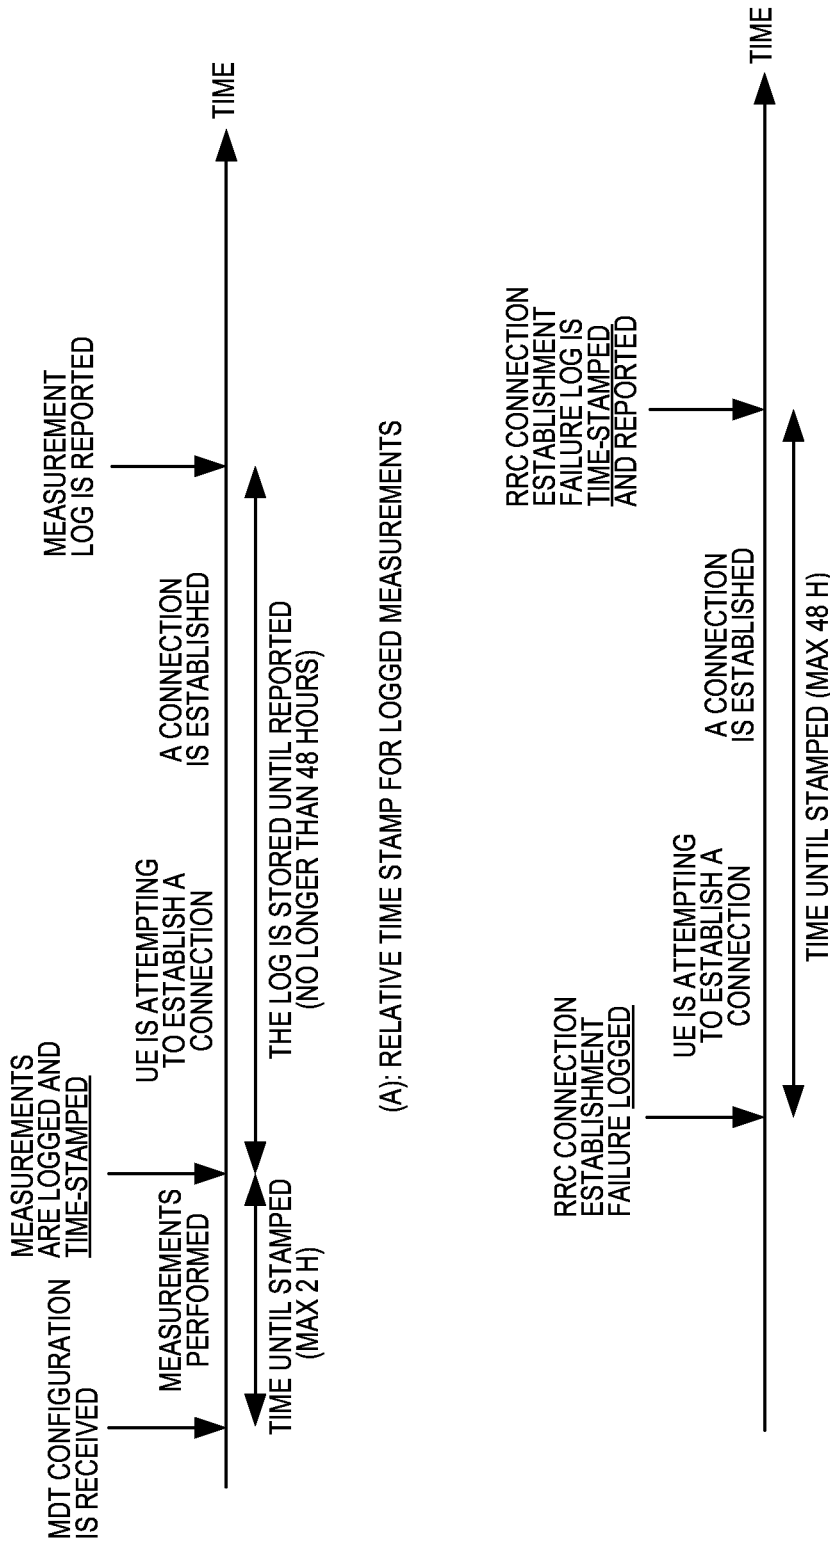 MDT CONFIGURATION
IS RECEIVED
MEASUREMENTS
ARE LOGGED AND
TIME-STAMPED
MEASUREMENT
LOG IS REPORTED
MEASUREMENTS
PERFORMED
UE IS ATTEMPTING
TO ESTABLISH A
CONNECTION
A CONNECTION
IS ESTABLISHED
TIME
TIME UNTIL STAMPED
(MAX 2 H)
THE LOG IS STORED UNTIL REPORTED
(NO LONGER THAN 48 HOURS)
(A): RELATIVE TIME STAMP FOR LOGGED MEASUREMENTS
RRC CONNECTION
ESTABLISHMENT
FAILURE LOGGED
RRC CONNECTION
ESTABLISHMENT
FAILURE LOG IS
TIME-STAMPED
AND REPORTED
UE IS ATTEMPTING
TO ESTABLISH A
CONNECTION
A CONNECTION
IS ESTABLISHED
TIME
TIME UNTIL STAMPED (MAX 48 H)